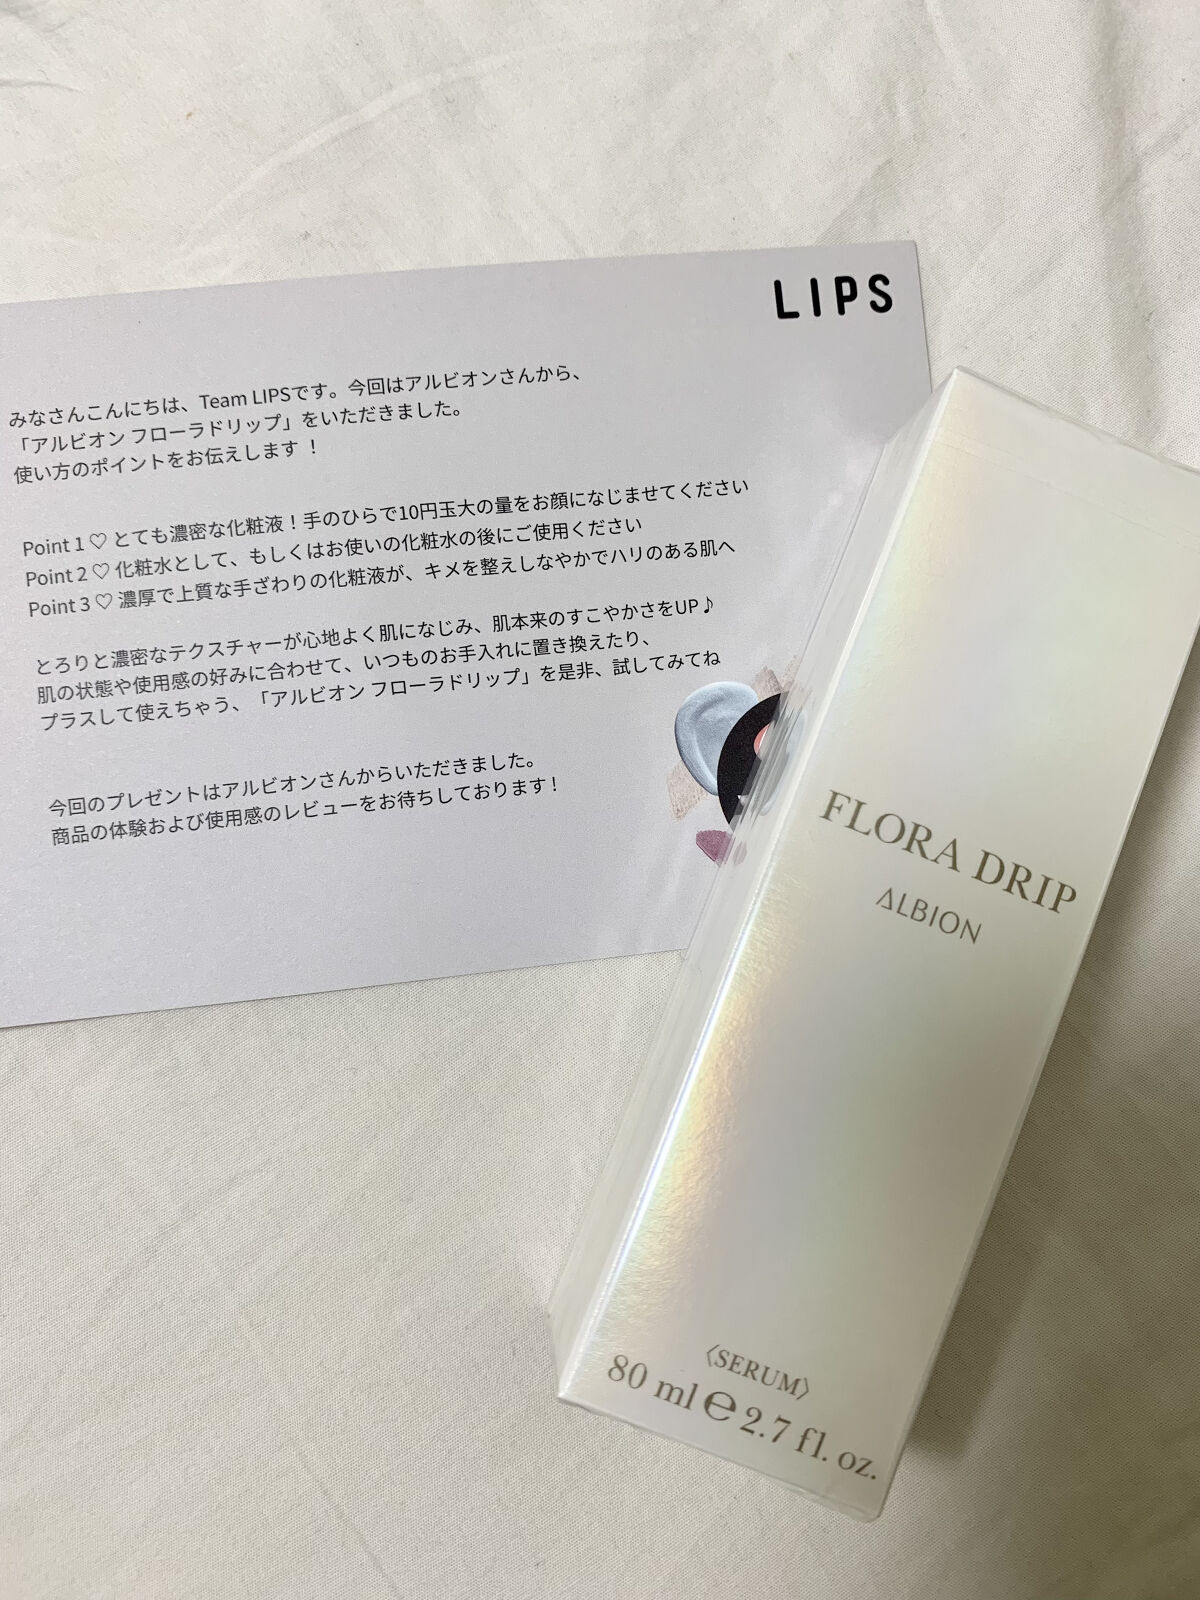 LIPS
みなさんこんにちは、Team LIPSです。今回はアルビオンさんから、
「アルビオン フローラドリップ」をいただきました。
使い方のポイントをお伝えします ！
Point 1 ♡ とても濃密な化粧液！手のひらで10円玉大の量をお顔になじませてください
Point 2 ♡ 化粧水として、もしくはお使いの化粧水の後にご使用ください
Point 3 ♡ 濃厚で上質な手ざわりの化粧液が、キメを整えしなやかでハリのある肌へ
とろりと濃密なテクスチャーが心地よく肌になじみ、肌本来のすこやかさをUP♪
肌の状態や使用感の好みに合わせて、いつものお手入れに置き換えたり、
プラスして使えちゃう、「アルビオン フローラドリップ」を是非、試してみてね
今回のプレゼントはアルビオンさんからいただきました。
商品の体験および使用感のレビューをお待ちしております！
FLORA DRIP
ALBION
〈SERUM〉
80 ml ℮ 2.7 fl. oz.